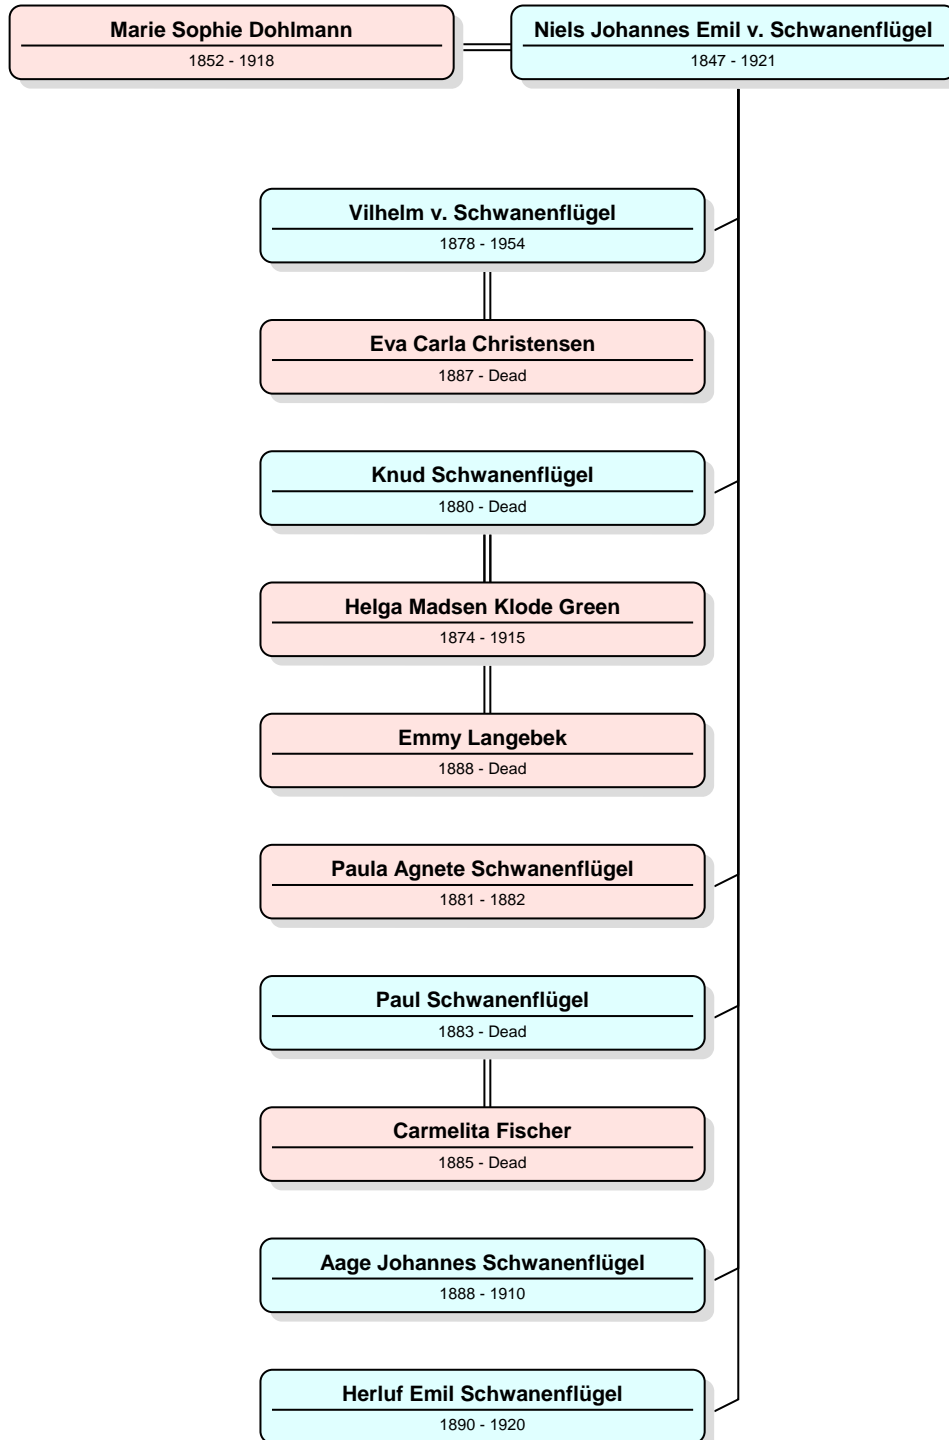 Marie Sophie Dohlmann
1852 - 1918
Niels Johannes Emil v. Schwanenflügel
1847 - 1921
Vilhelm v. Schwanenflügel
1878 - 1954
Eva Carla Christensen
1887 - Dead
Knud Schwanenflügel
1880 - Dead
Helga Madsen Klode Green
1874 - 1915
Emmy Langebek
1888 - Dead
Paula Agnete Schwanenflügel
1881 - 1882
Paul Schwanenflügel
1883 - Dead
Carmelita Fischer
1885 - Dead
Aage Johannes Schwanenflügel
1888 - 1910
Herluf Emil Schwanenflügel
1890 - 1920